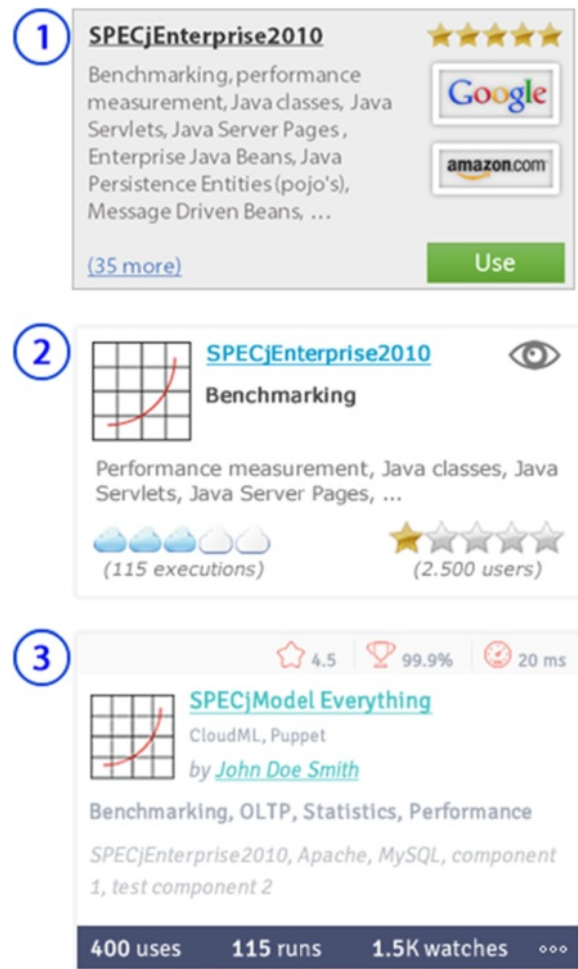 1
SPECjEnterprise2010
Benchmarking, performance
measurement, Java classes, Java
Servlets, Java Server Pages ,
Enterprise Java Beans, Java
Persistence Entities (pojo's),
Message Driven Beans, ...
Google
amazon.com
(35 more)
Use
2
SPECjEnterprise2010
Benchmarking
Performance measurement, Java classes, Java
Servlets, Java Server Pages, ...
(115 executions)
(2.500 users)
3
4.5 99.9% 20 ms
SPECjModel Everything
CloudML, Puppet
by John Doe Smith
Benchmarking, OLTP, Statistics, Performance
SPECjEnterprise2010, Apache, MySQL, component
1, test component 2
400 uses 115 runs 1.5K watches